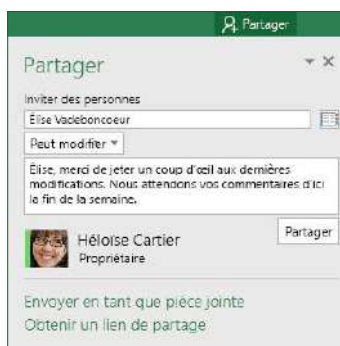 Partager
Partager
Inviter des personnes
Élise Vadeboncoeur
Peut modifier
Élise, merci de jeter un coup d'œil aux dernières
modifications. Nous attendons vos commentaires d'ici
la fin de la semaine.
Partager
Héloïse Cartier
Propriétaire
Envoyer en tant que pièce jointe
Obtenir un lien de partage